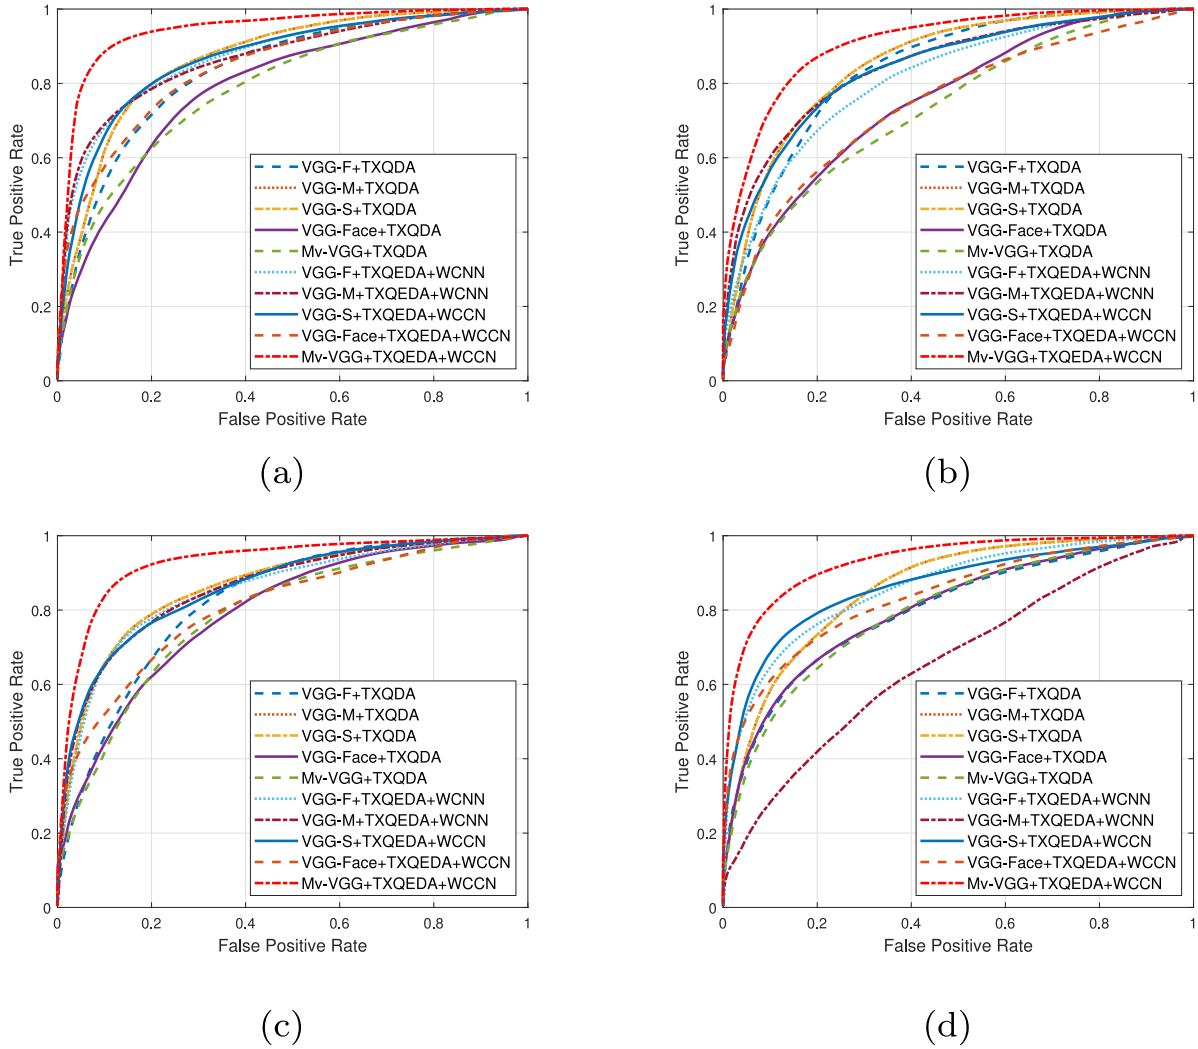 1
0.8
0.6
0.4
0.2
0
True Positive Rate
VGG-F+TXQDA
VGG-M+TXQDA
VGG-S+TXQDA
VGG-Face+TXQDA
Mv-VGG+TXQDA
VGG-F+TXQEDA+WCNN
VGG-M+TXQEDA+WCNN
VGG-S+TXQEDA+WCCN
VGG-Face+TXQEDA+WCCN
Mv-VGG+TXQEDA+WCCN
0 0.2 0.4 0.6 0.8 1
False Positive Rate
(a)
1
0.8
0.6
0.4
0.2
0
True Positive Rate
VGG-F+TXQDA
VGG-M+TXQDA
VGG-S+TXQDA
VGG-Face+TXQDA
Mv-VGG+TXQDA
VGG-F+TXQEDA+WCNN
VGG-M+TXQEDA+WCNN
VGG-S+TXQEDA+WCCN
VGG-Face+TXQEDA+WCCN
Mv-VGG+TXQEDA+WCCN
0 0.2 0.4 0.6 0.8 1
False Positive Rate
(b)
1
0.8
0.6
0.4
0.2
0
True Positive Rate
VGG-F+TXQDA
VGG-M+TXQDA
VGG-S+TXQDA
VGG-Face+TXQDA
Mv-VGG+TXQDA
VGG-F+TXQEDA+WCNN
VGG-M+TXQEDA+WCNN
VGG-S+TXQEDA+WCCN
VGG-Face+TXQEDA+WCCN
Mv-VGG+TXQEDA+WCCN
0 0.2 0.4 0.6 0.8 1
False Positive Rate
(c)
1
0.8
0.6
0.4
0.2
0
True Positive Rate
VGG-F+TXQDA
VGG-M+TXQDA
VGG-S+TXQDA
VGG-Face+TXQDA
Mv-VGG+TXQDA
VGG-F+TXQEDA+WCNN
VGG-M+TXQEDA+WCNN
VGG-S+TXQEDA+WCCN
VGG-Face+TXQEDA+WCCN
Mv-VGG+TXQEDA+WCCN
0 0.2 0.4 0.6 0.8 1
False Positive Rate
(d)